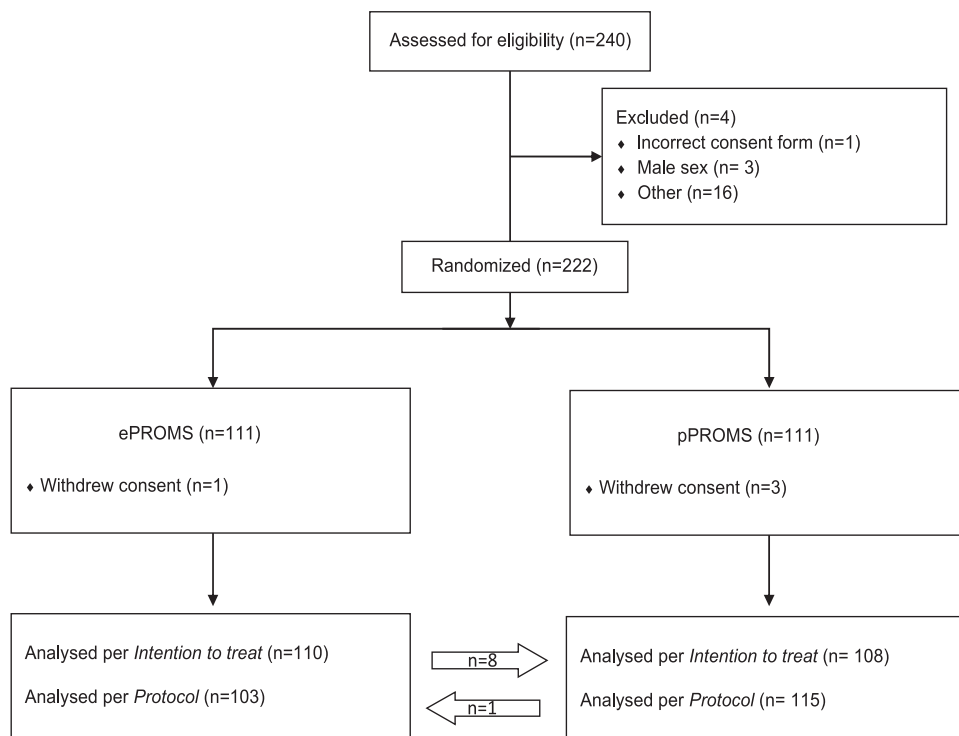 Assessed for eligibility (n=240)
Excluded (n=4)
♦ Incorrect consent form (n=1)
♦ Male sex (n= 3)
♦ Other (n=16)
Randomized (n=222)
ePROMS (n=111)
♦ Withdrew consent (n=1)
pPROMS (n=111)
♦ Withdrew consent (n=3)
Analysed per Intention to treat (n=110)
Analysed per Protocol (n=103)
n=8
n=1
Analysed per Intention to treat (n= 108)
Analysed per Protocol (n= 115)